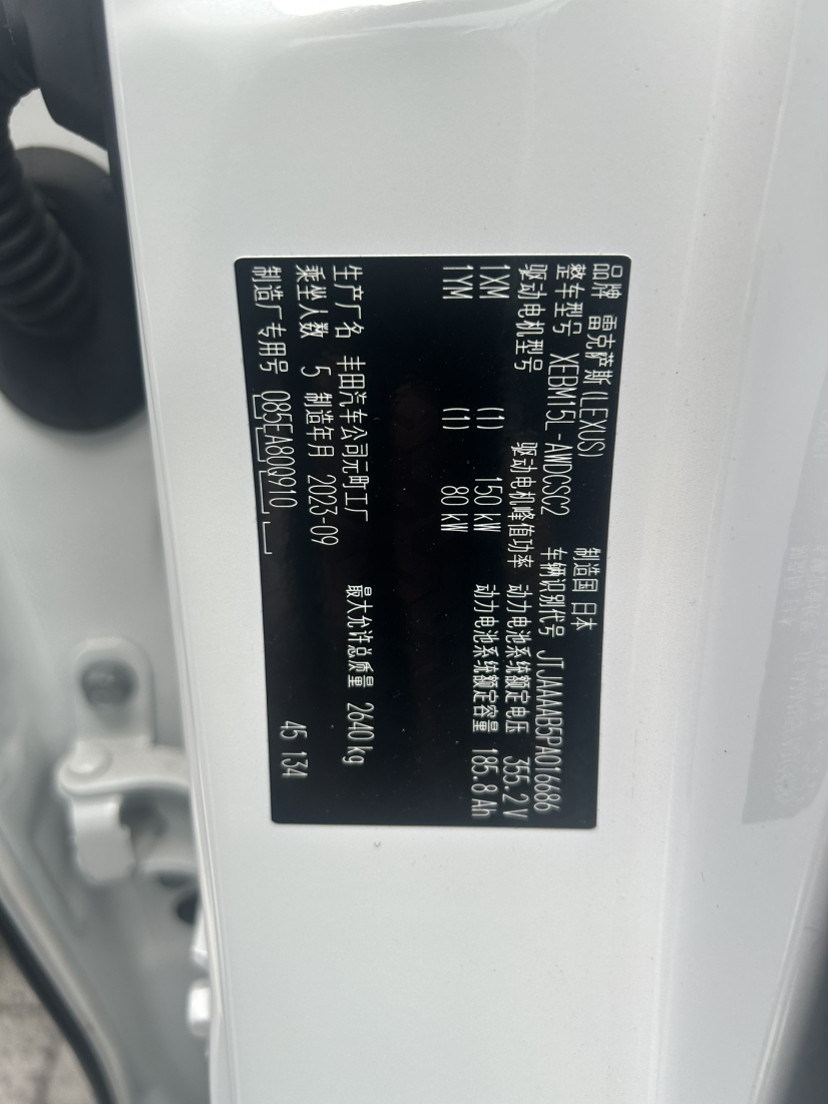 品牌 雷克萨斯(LEXUS) 制造国 日本
整车型号 XEBM15L-AWDCSC2 车辆识别代号 JTJAAAAB5PA016686
驱动电机型号 驱动电机峰值功率 动力电池系统额定电压 355.2V
1XM (1) 150 kW 动力电池系统额定容量 185.8 Ah
1YM (1) 80 kW
生产厂名 丰田汽车公司元町工厂 最大允许总质量 2640kg
乘坐人数 5 制造年月 2023-09
制造厂专用号 085EA80Q910 45 134